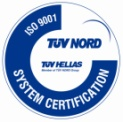 ISO 9001
TÜV NORD
TÜV HELLAS
Member of TÜV NORD Group
SYSTEM CERTIFICATION